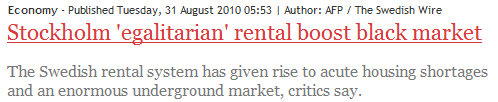 Economy - Published Tuesday, 31 August 2010 05:53 | Author: AFP / The Swedish Wire
Stockholm 'egalitarian' rental boost black market
The Swedish rental system has given rise to acute housing shortages
and an enormous underground market, critics say.